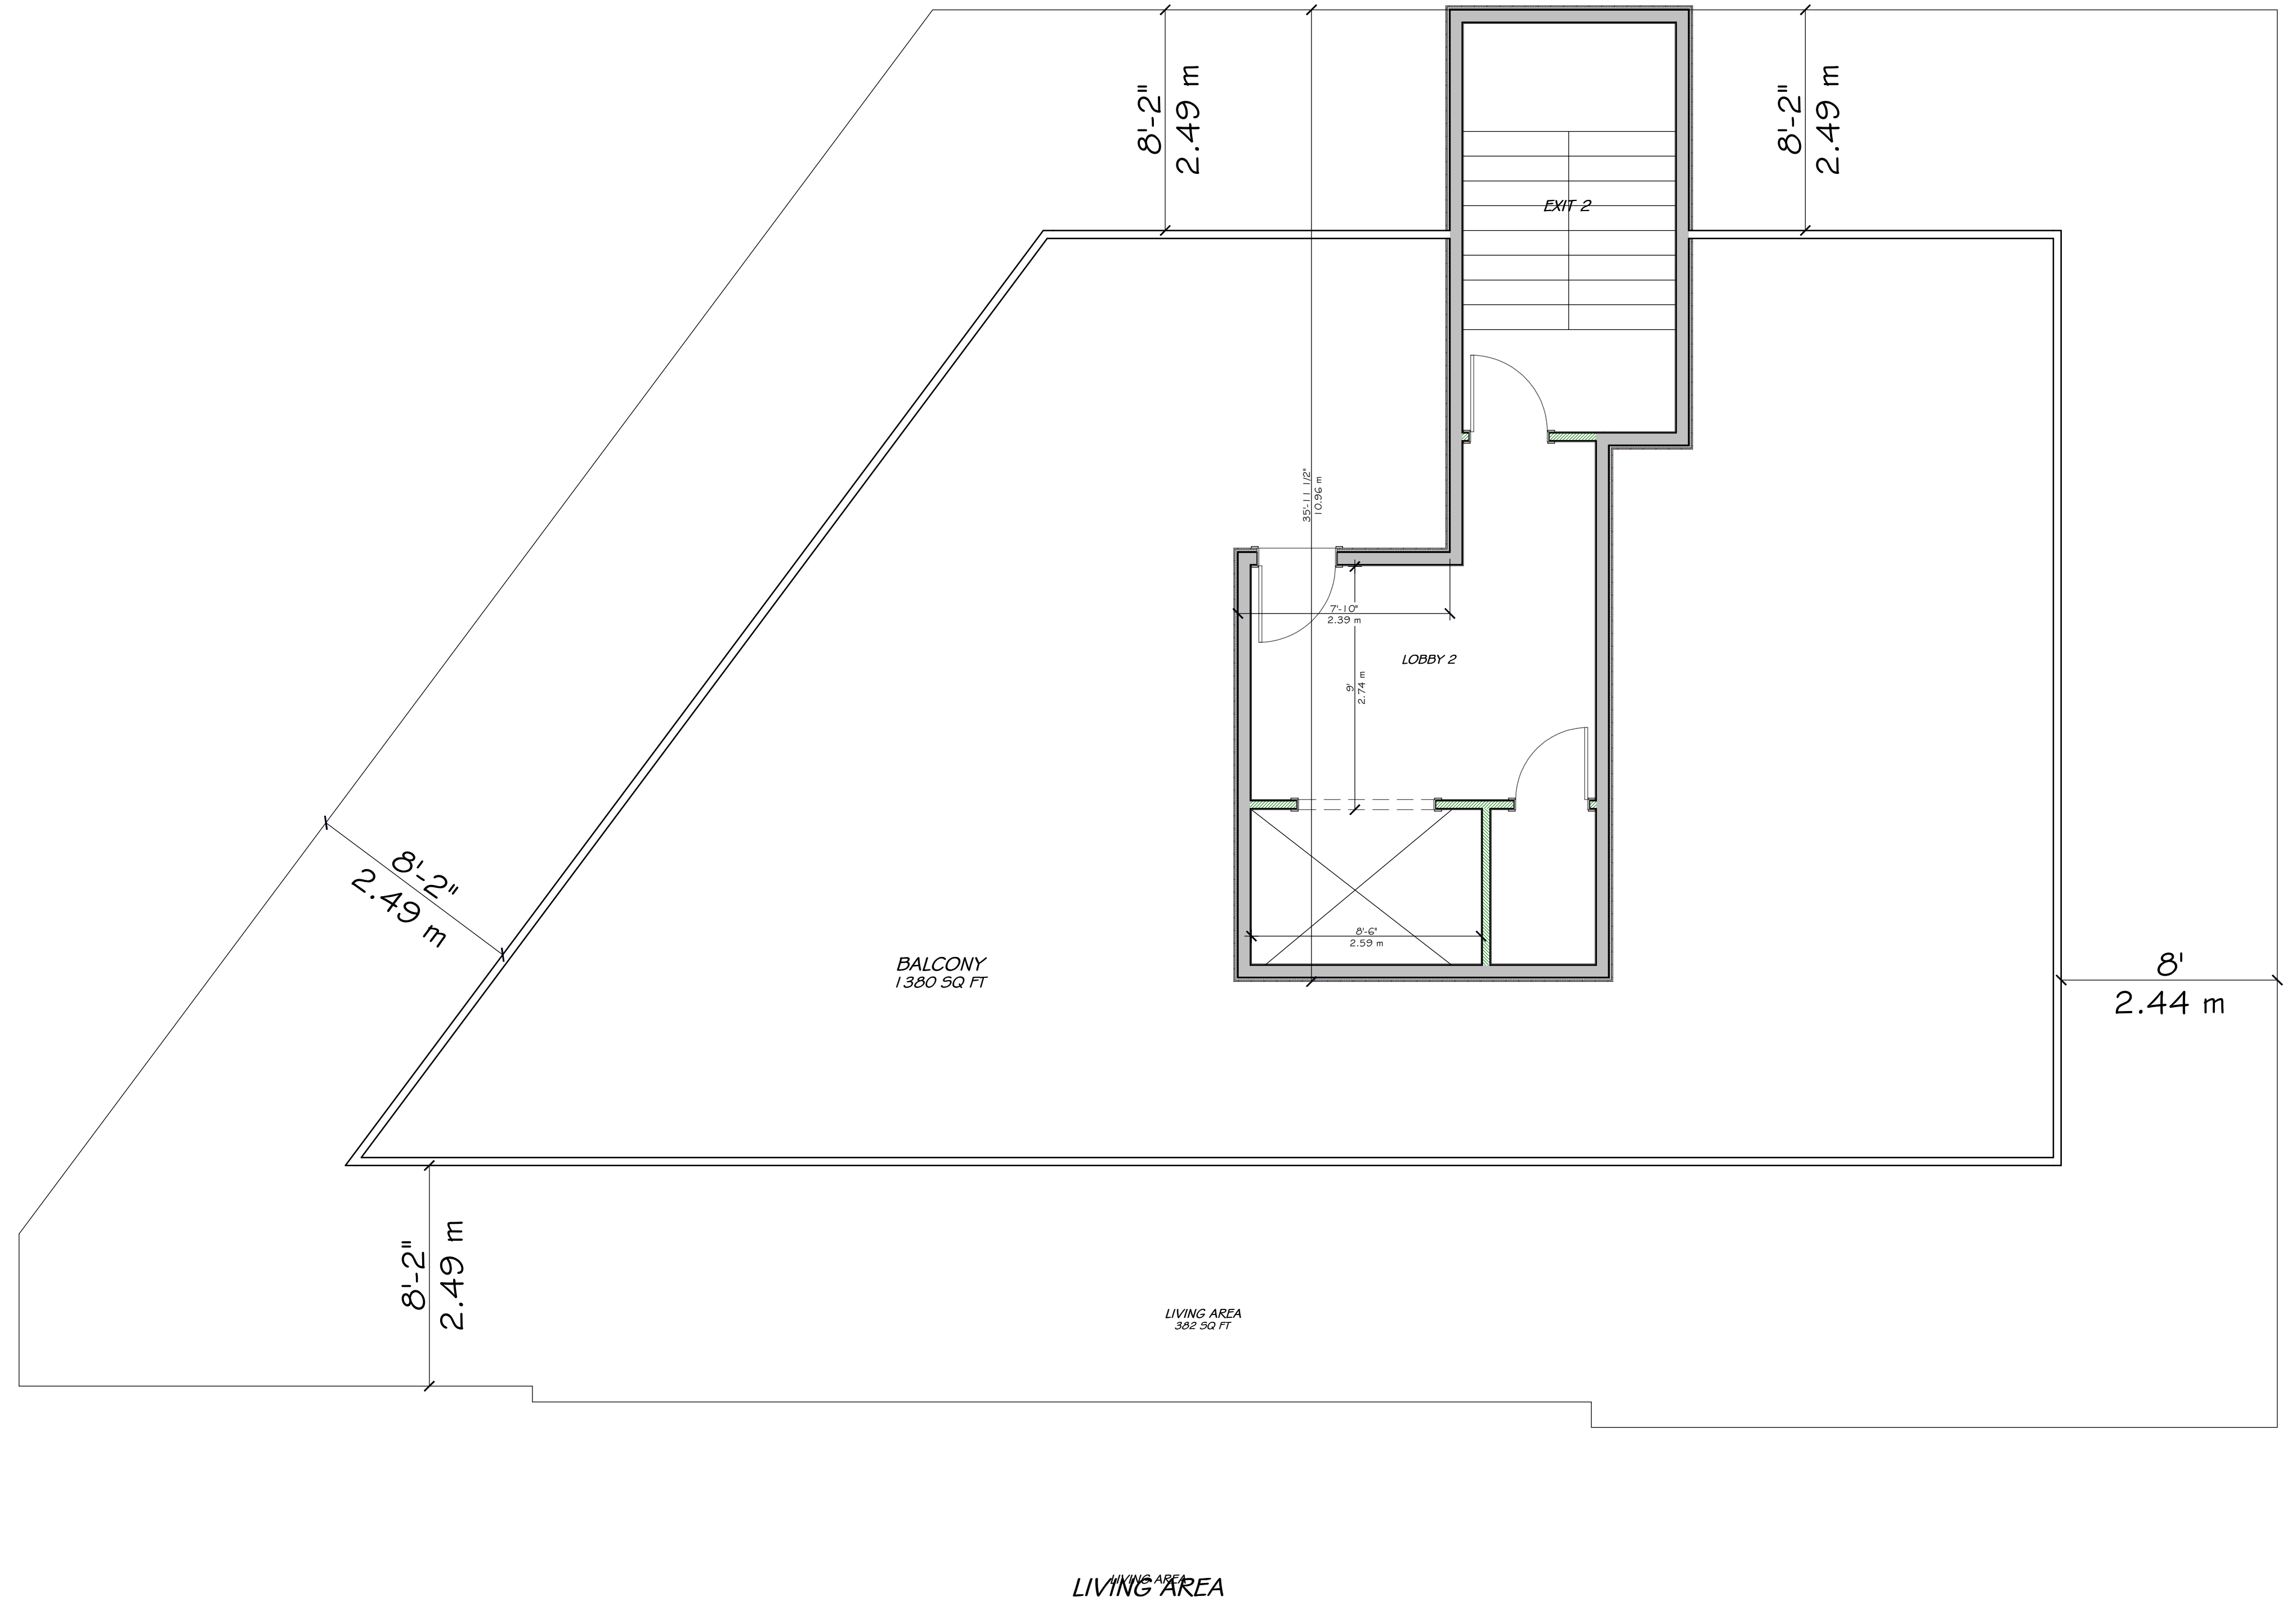 8'-2"
2.49 m
8'-2"
2.49 m
EXIT 2
35'-11 1/2"
10.96 m
7'-10"
2.39 m
LOBBY 2
9'
2.74 m
8'-2"
2.49 m
8'-6"
2.59 m
BALCONY
1380 SQ FT
8'
2.44 m
8'-2"
2.49 m
LIVING AREA
382 SQ FT
LIVING AREA
LIVING AREA